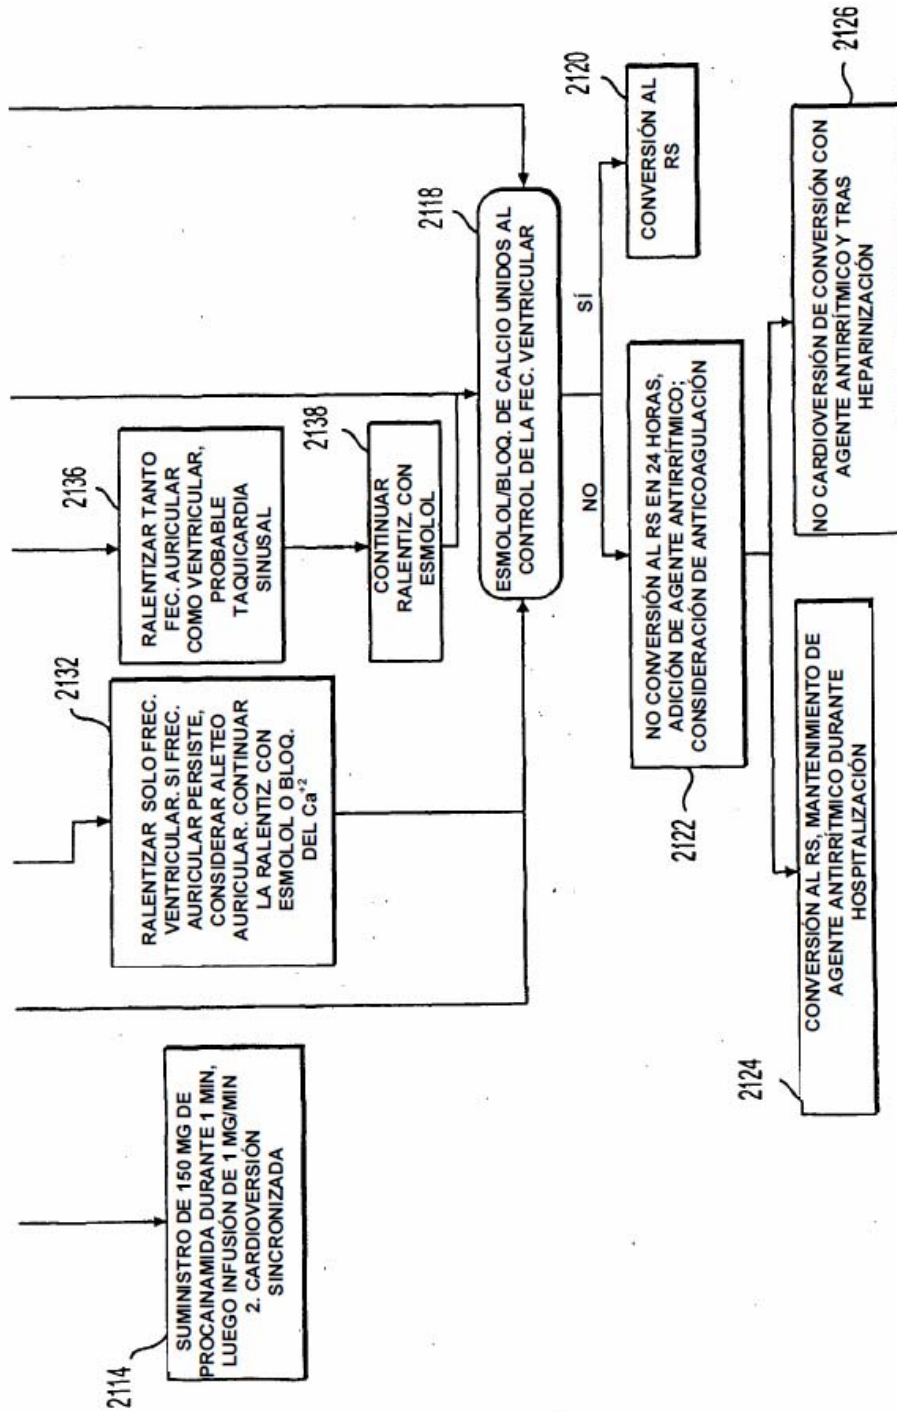 2114
SUMINISTRO DE 150 MG DE
PROCAINAMIDA DURANTE 1 MIN,
LUEGO INFUSIÓN DE 1 MG/MIN
2. CARDIOVERSIÓN
SINCRONIZADA
2132
RALENTIZAR SOLO FREC.
VENTRICULAR. SI FREC.
AURICULAR PERSISTE,
CONSIDERAR ALETEO
AURICULAR. CONTINUAR
LA RALENTIZ. CON
ESMOLOL O BLOQ.
DEL Ca+2
2136
RALENTIZAR TANTO
FEC. AURICULAR
COMO VENTRICULAR,
PROBABLE
TAQUICARDIA
SINUSAL
2138
CONTINUAR
RALENTIZ. CON
ESMOLOL
2118
ESMOLOL/BLOQ. DE CALCIO UNIDOS AL
CONTROL DE LA FEC. VENTRICULAR
NO
SÍ
2120
CONVERSIÓN AL
RS
2122
NO CONVERSIÓN AL RS EN 24 HORAS,
ADICIÓN DE AGENTE ANTIRRÍTMICO;
CONSIDERACIÓN DE ANTICOAGULACIÓN
2124
CONVERSIÓN AL RS, MANTENIMIENTO DE
AGENTE ANTIRRÍTMICO DURANTE
HOSPITALIZACIÓN
2126
NO CARDIOVERSIÓN DE CONVERSIÓN CON
AGENTE ANTIRRÍTMICO Y TRAS
HEPARINIZACIÓN